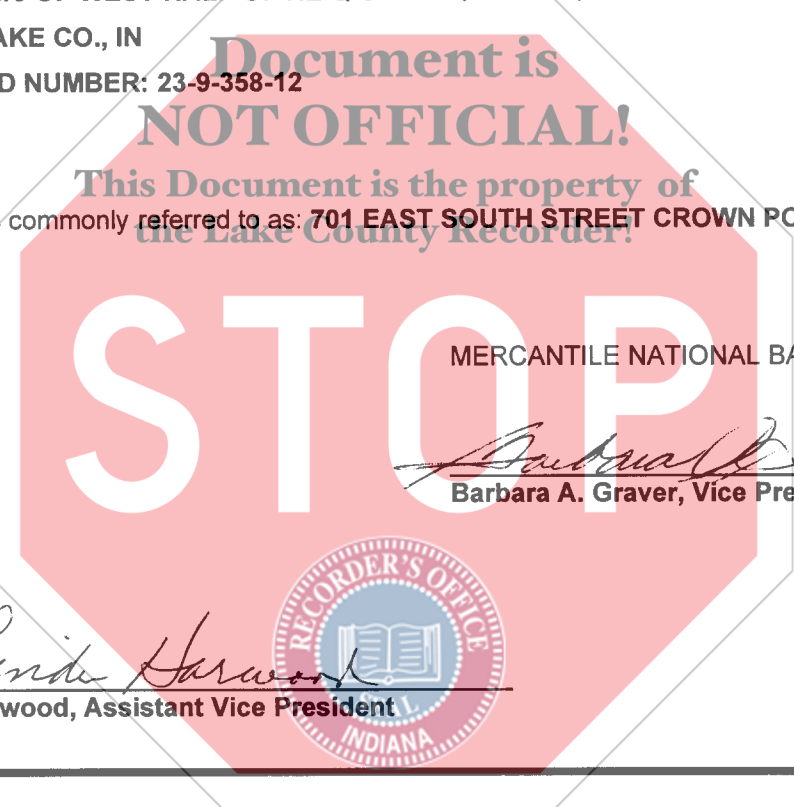 AKE CO., IN
D NUMBER: 23-9-358-12
Document is
NOT OFFICIAL!
This Document is the property of
the Lake County Recorder!
commonly referred to as: 701 EAST SOUTH STREET CROWN PO
STOP
MERCANTILE NATIONAL BA
Barbara A. Graver, Vice Pre
RECORDER'S OFFICE
SEAL
INDIANA
Harwood
wood, Assistant Vice President